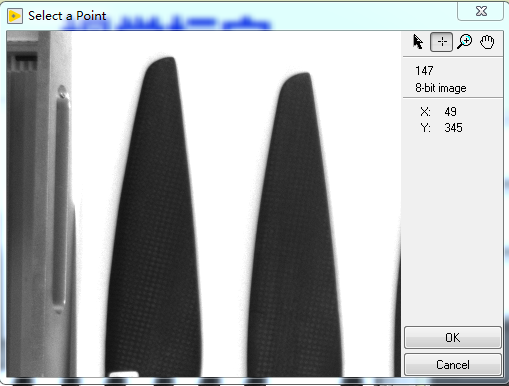 Select a Point
147
8-bit image
X: 49
Y: 345
OK
Cancel